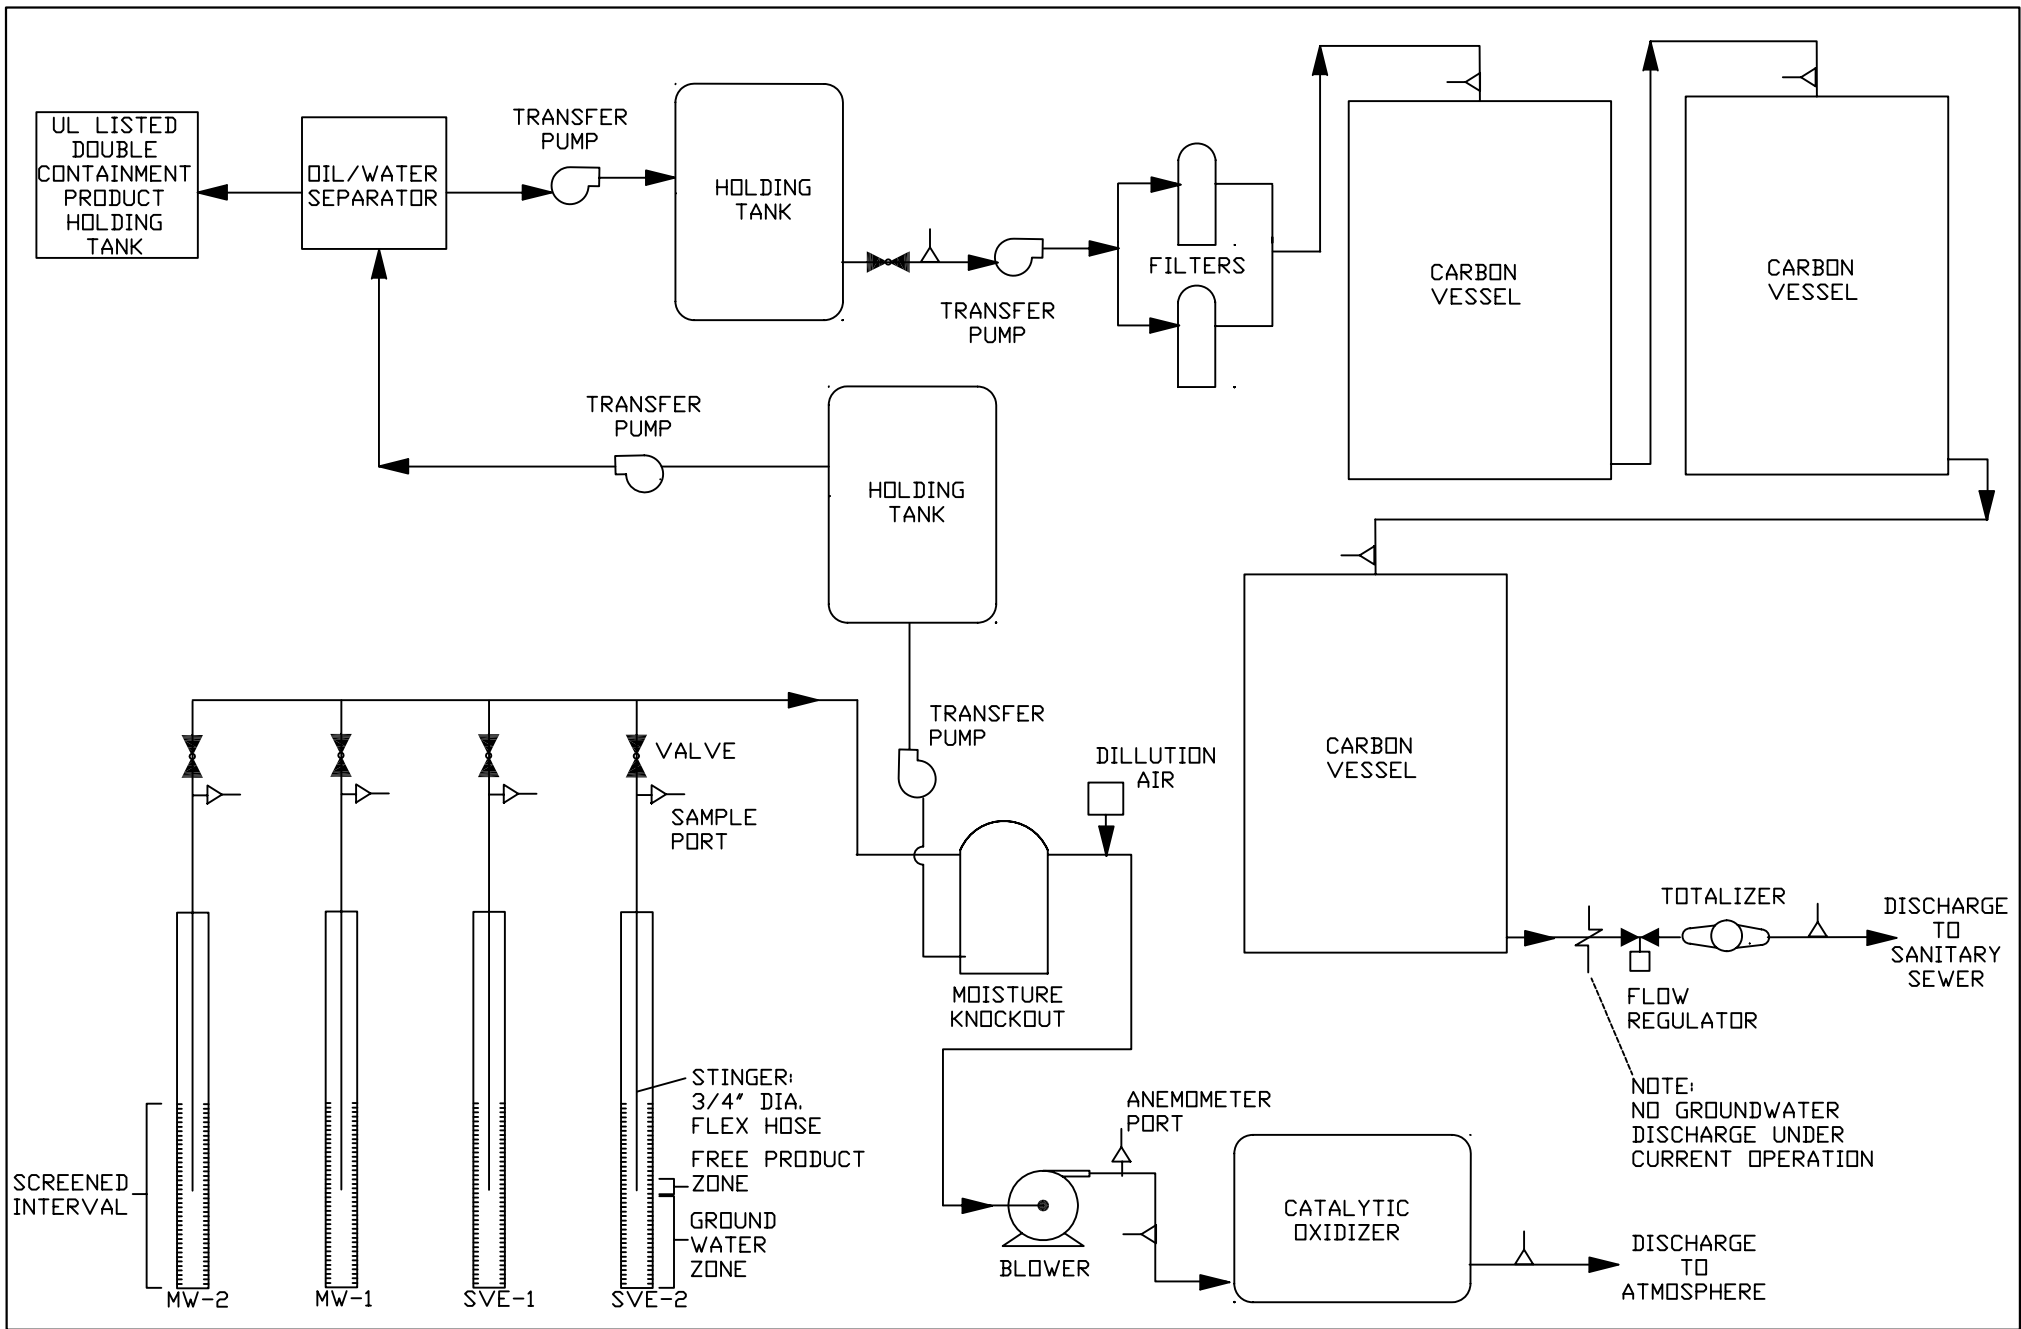 UL LISTED
DOUBLE
CONTAINMENT
PRODUCT
HOLDING
TANK
OIL/WATER
SEPARATOR
TRANSFER
PUMP
HOLDING
TANK
TRANSFER
PUMP
FILTERS
CARBON
VESSEL
CARBON
VESSEL
TRANSFER
PUMP
HOLDING
TANK
TRANSFER
PUMP
VALVE
SAMPLE
PORT
DILLUTION
AIR
CARBON
VESSEL
MOISTURE
KNOCKOUT
TOTALIZER
DISCHARGE
TO
SANITARY
SEWER
FLOW
REGULATOR
NOTE:
NO GROUNDWATER
DISCHARGE UNDER
CURRENT OPERATION
STINGER:
3/4" DIA.
FLEX HOSE
FREE PRODUCT
ZONE
GROUND
WATER
ZONE
SCREENED
INTERVAL
MW-2
MW-1
SVE-1
SVE-2
ANEMOMETER
PORT
BLOWER
CATALYTIC
OXIDIZER
DISCHARGE
TO
ATMOSPHERE